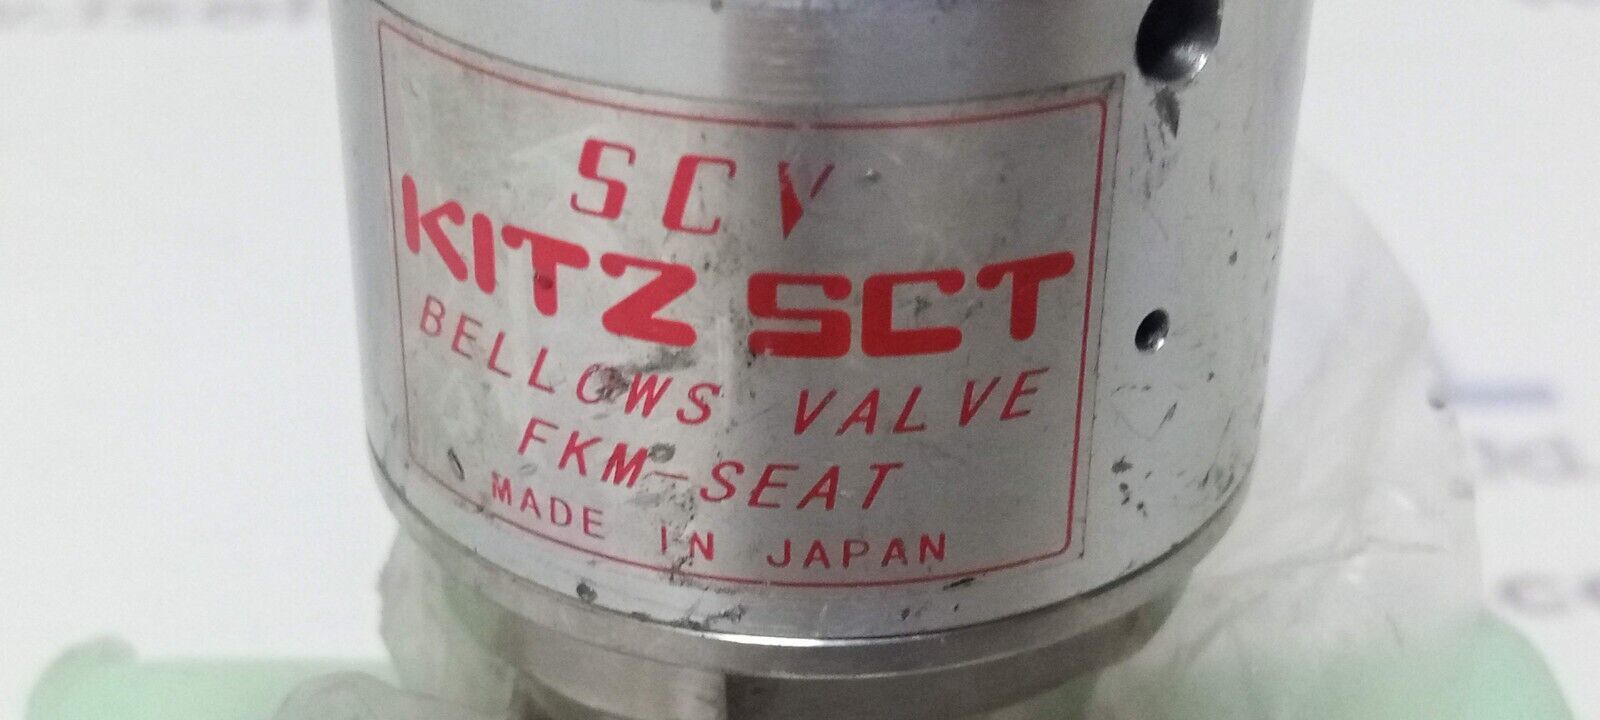 SCV
KITZ SCT
BELLOWS VALVE
FKM-SEAT
MADE IN JAPAN